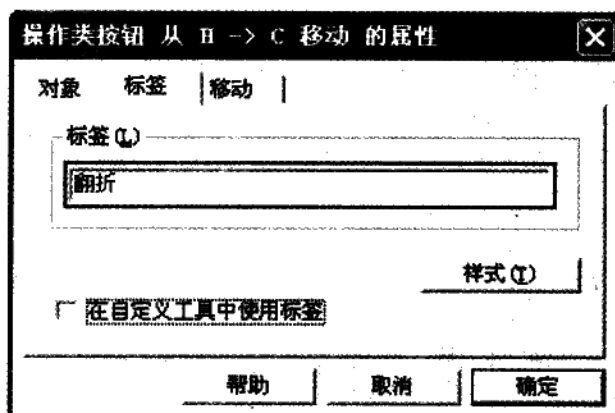 操作类按钮 从 H -> C 移动 的属性
对象 标签 移动
标签(L)
翻折
样式(T)
在自定义工具中使用标签
帮助 取消 确定